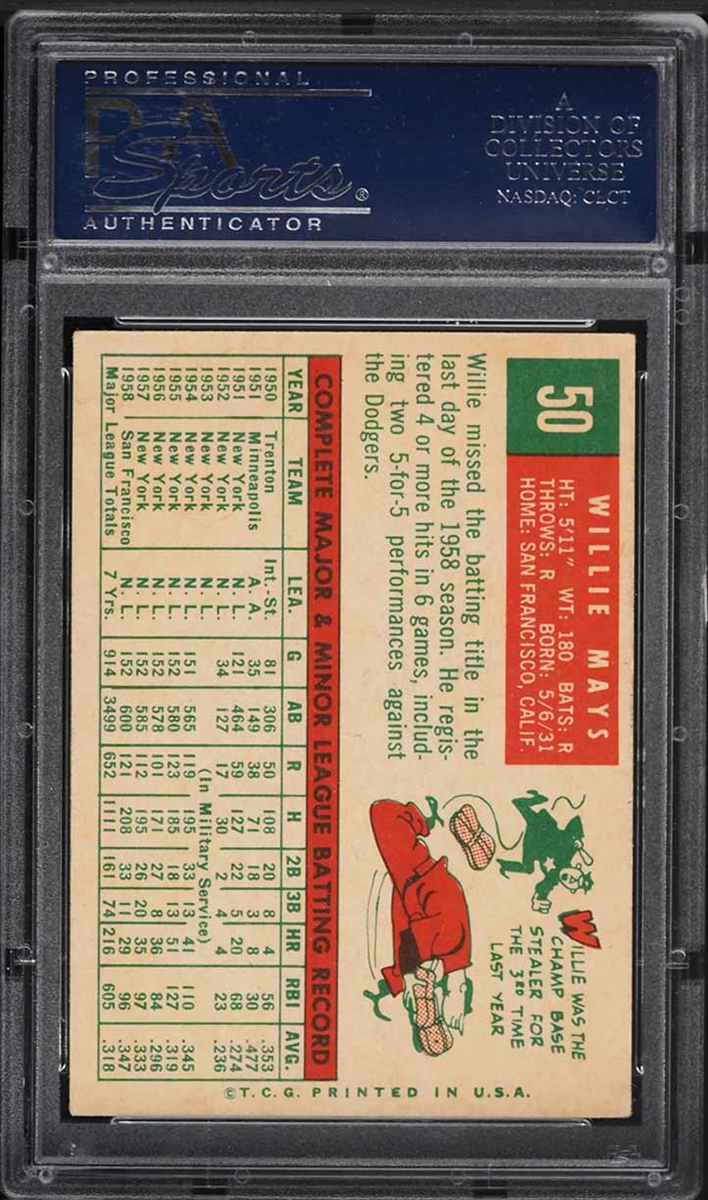 PROFESSIONAL
PSA
Sports®
AUTHENTICATOR
A
DIVISION OF
COLLECTORS
UNIVERSE
NASDAQ: CLCT
50
WILLIE MAYS
HT: 5'11" WT: 180 BATS: R
THROWS: R BORN: 5/6/31
HOME: SAN FRANCISCO, CALIF.
Willie missed the batting title in the
last day of the 1958 season. He regis-
tered 4 or more hits in 6 games, includ-
ing two 5-for-5 performances against
the Dodgers.
WILLIE WAS THE
CHAMP BASE
STEALER FOR
THE 3RD TIME
LAST YEAR
COMPLETE MAJOR & MINOR LEAGUE BATTING RECORD
YEAR TEAM LEA. G AB R H 2B 3B HR RBI AVG.
1950 Trenton Int.-St. 81 306 50 108 20 8 4 56 .353
1951 Minneapolis A. A. 35 149 38 71 18 3 8 30 .477
1951 New York N. L. 121 464 59 127 22 5 20 68 .274
1952 New York N. L. 34 127 17 30 2 4 4 23 .236
1953 New York N. L. (In Military Service)
1954 New York N. L. 151 565 119 195 33 13 41 110 .345
1955 New York N. L. 152 580 123 185 18 13 51 127 .319
1956 New York N. L. 152 578 101 171 27 8 36 84 .296
1957 New York N. L. 152 585 112 195 26 20 35 97 .333
1958 San Francisco N. L. 152 600 121 208 33 11 29 96 .347
Major League Totals 7 Yrs. 914 3499 652 1111 161 74 216 605 .318
©T.C.G. PRINTED IN U.S.A.